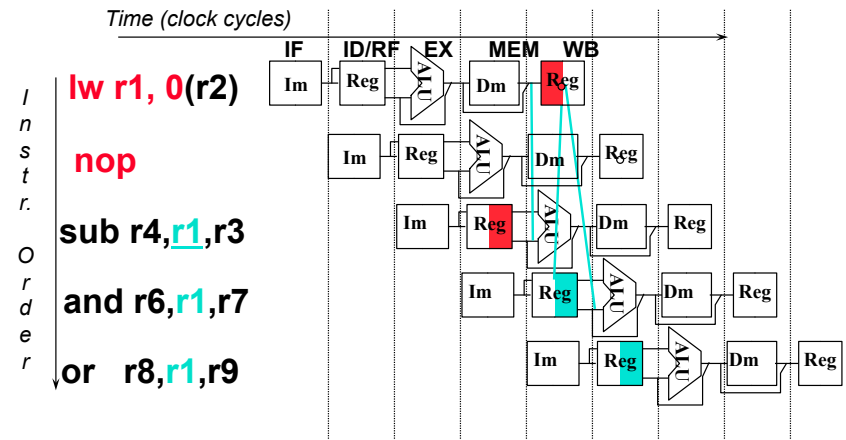 Time (clock cycles)
IF ID/RF EX MEM WB
Instr. Order
lw r1, 0(r2)
Im Reg ALU Dm Reg
nop
Im Reg ALU Dm Reg
sub r4,r1,r3
Im Reg ALU Dm Reg
and r6,r1,r7
Im Reg ALU Dm Reg
or r8,r1,r9
Im Reg ALU Dm Reg